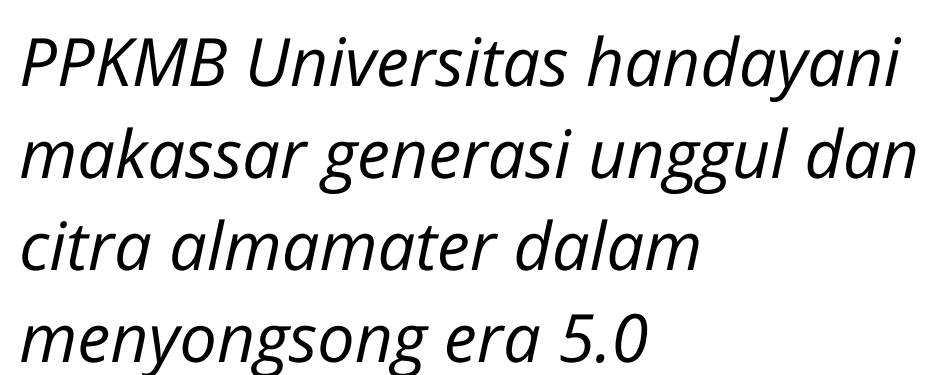 PPKMB Universitas handayani
makassar generasi unggul dan
citra almamater dalam
menyongsong era 5.0